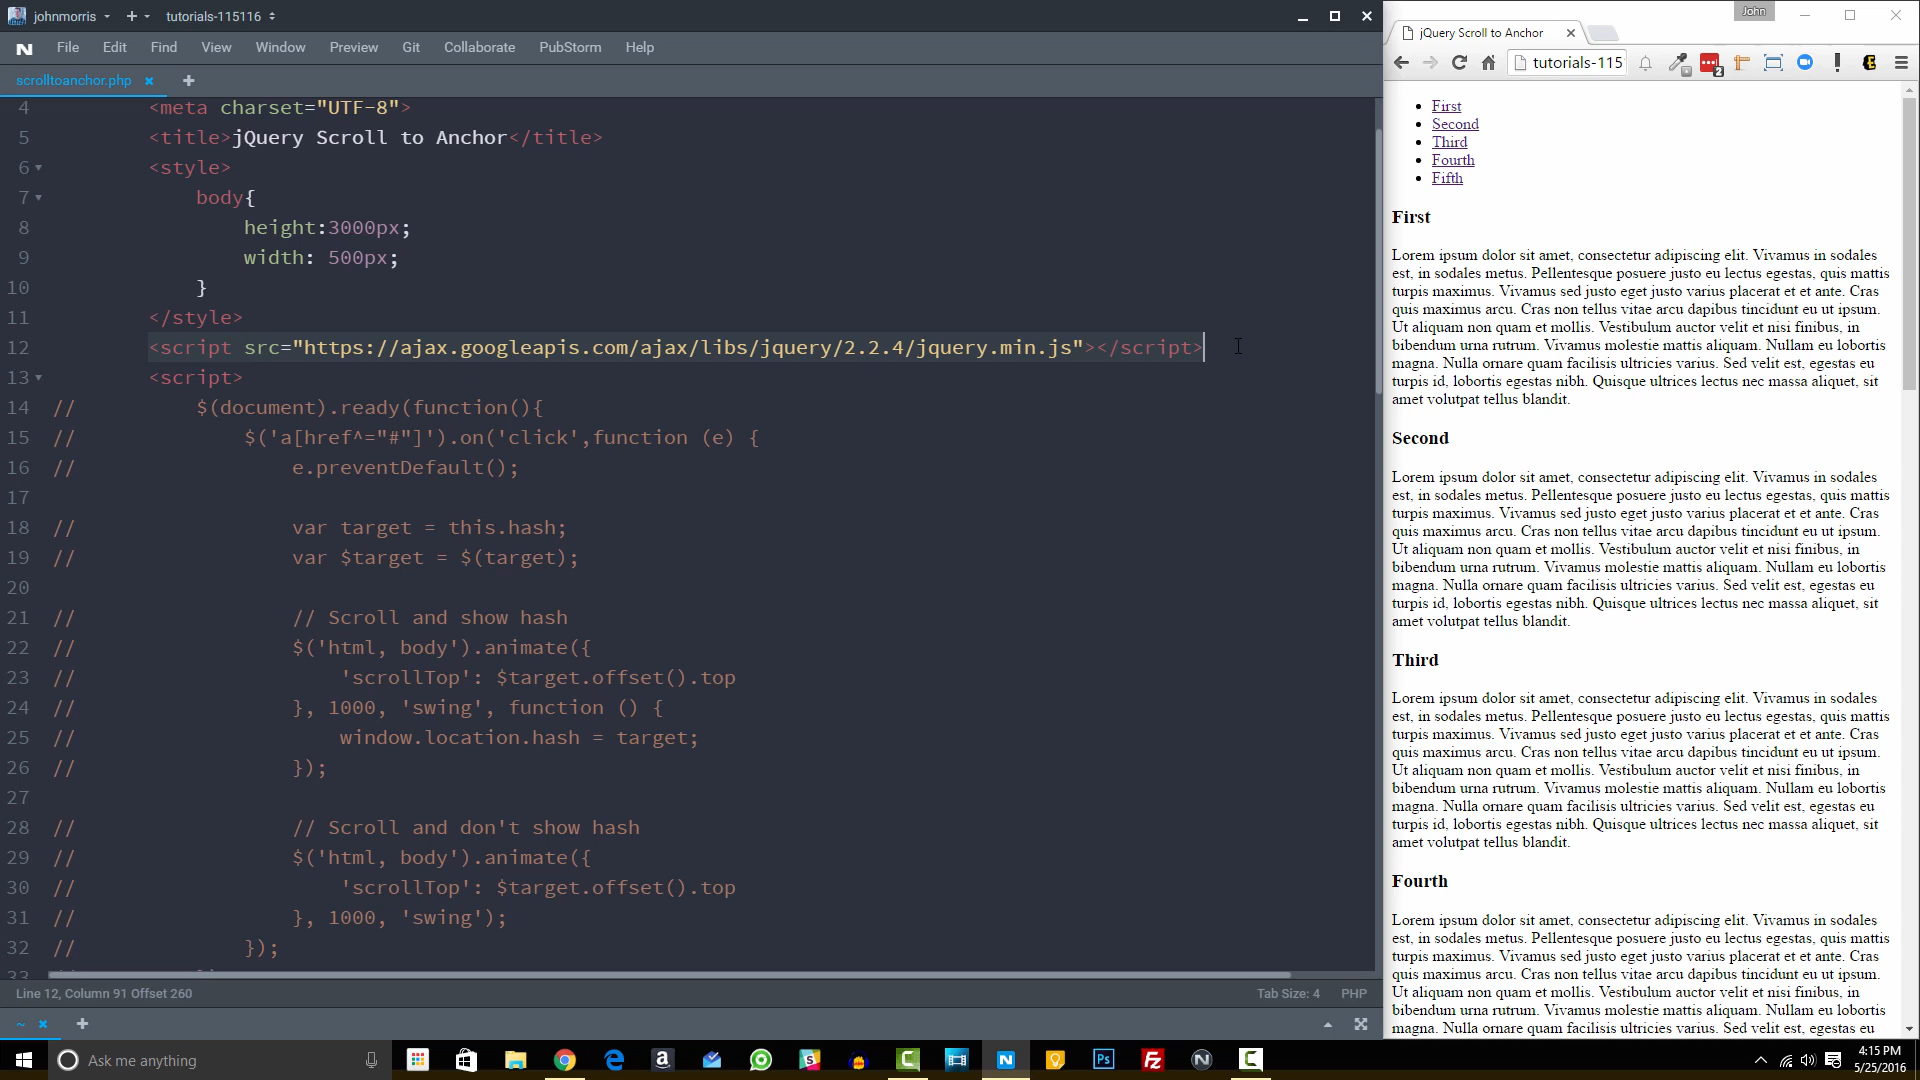 johnmorris
tutorials-115116
File Edit Find View Window Preview Git Collaborate PubStorm Help
scrolltoanchor.php
4 <meta charset="UTF-8">
5 <title>jQuery Scroll to Anchor</title>
6 <style>
7 body{
8 height:3000px;
9 width: 500px;
10 }
11 </style>
12 <script src="https://ajax.googleapis.com/ajax/libs/jquery/2.2.4/jquery.min.js"></script>
13 <script>
14 // $(document).ready(function(){
15 // $('a[href^="#"]').on('click',function (e) {
16 // e.preventDefault();
17
18 // var target = this.hash;
19 // var $target = $(target);
20
21 // // Scroll and show hash
22 // $('html, body').animate({
23 // 'scrollTop': $target.offset().top
24 // }, 1000, 'swing', function () {
25 // window.location.hash = target;
26 // });
27
28 // // Scroll and don't show hash
29 // $('html, body').animate({
30 // 'scrollTop': $target.offset().top
31 // }, 1000, 'swing');
32 // });
33
Line 12, Column 91 Offset 260
Tab Size: 4 PHP
~
John
jQuery Scroll to Anchor
tutorials-115
2
First
Second
Third
Fourth
Fifth
First
Lorem ipsum dolor sit amet, consectetur adipiscing elit. Vivamus in sodales
est, in sodales metus. Pellentesque posuere justo eu lectus egestas, quis mattis
turpis maximus. Vivamus sed justo eget justo varius placerat et et ante. Cras
quis maximus arcu. Cras non tellus vitae arcu dapibus tincidunt eu ut ipsum.
Ut aliquam non quam et mollis. Vestibulum auctor velit et nisi finibus, in
bibendum urna rutrum. Vivamus molestie mattis aliquam. Nullam eu lobortis
magna. Nulla ornare quam facilisis ultricies varius. Sed velit est, egestas eu
turpis id, lobortis egestas nibh. Quisque ultrices lectus nec massa aliquet, sit
amet volutpat tellus blandit.
Second
Lorem ipsum dolor sit amet, consectetur adipiscing elit. Vivamus in sodales
est, in sodales metus. Pellentesque posuere justo eu lectus egestas, quis mattis
turpis maximus. Vivamus sed justo eget justo varius placerat et et ante. Cras
quis maximus arcu. Cras non tellus vitae arcu dapibus tincidunt eu ut ipsum.
Ut aliquam non quam et mollis. Vestibulum auctor velit et nisi finibus, in
bibendum urna rutrum. Vivamus molestie mattis aliquam. Nullam eu lobortis
magna. Nulla ornare quam facilisis ultricies varius. Sed velit est, egestas eu
turpis id, lobortis egestas nibh. Quisque ultrices lectus nec massa aliquet, sit
amet volutpat tellus blandit.
Third
Lorem ipsum dolor sit amet, consectetur adipiscing elit. Vivamus in sodales
est, in sodales metus. Pellentesque posuere justo eu lectus egestas, quis mattis
turpis maximus. Vivamus sed justo eget justo varius placerat et et ante. Cras
quis maximus arcu. Cras non tellus vitae arcu dapibus tincidunt eu ut ipsum.
Ut aliquam non quam et mollis. Vestibulum auctor velit et nisi finibus, in
bibendum urna rutrum. Vivamus molestie mattis aliquam. Nullam eu lobortis
magna. Nulla ornare quam facilisis ultricies varius. Sed velit est, egestas eu
turpis id, lobortis egestas nibh. Quisque ultrices lectus nec massa aliquet, sit
amet volutpat tellus blandit.
Fourth
Lorem ipsum dolor sit amet, consectetur adipiscing elit. Vivamus in sodales
est, in sodales metus. Pellentesque posuere justo eu lectus egestas, quis mattis
turpis maximus. Vivamus sed justo eget justo varius placerat et et ante. Cras
quis maximus arcu. Cras non tellus vitae arcu dapibus tincidunt eu ut ipsum.
Ut aliquam non quam et mollis. Vestibulum auctor velit et nisi finibus, in
bibendum urna rutrum. Vivamus molestie mattis aliquam. Nullam eu lobortis
magna. Nulla ornare quam facilisis ultricies varius. Sed velit est, egestas eu
Ask me anything
4:15 PM
5/25/2016